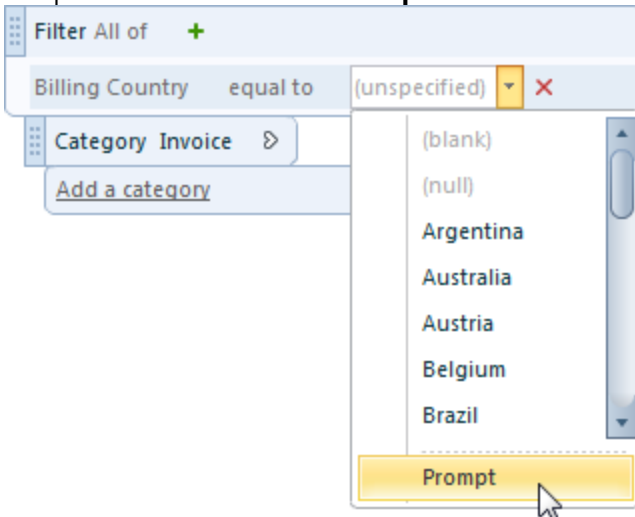 Filter All of +
Billing Country equal to (unspecified)
Category Invoice
Add a category
(blank)
(null)
Argentina
Australia
Austria
Belgium
Brazil
Prompt